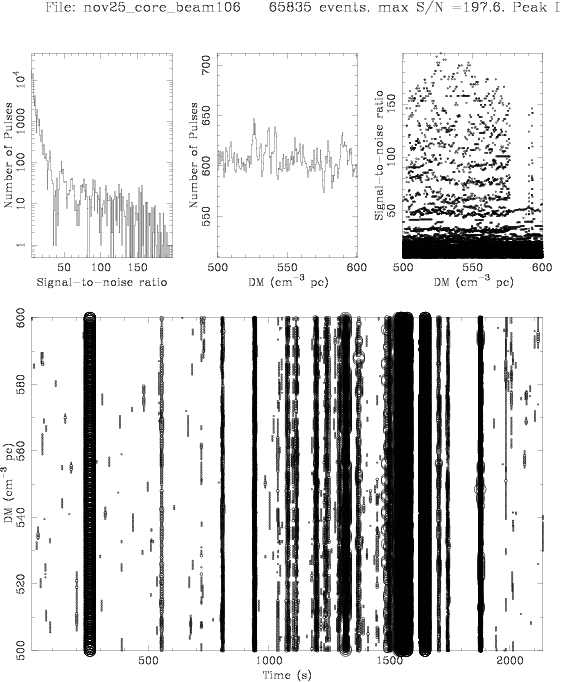 File: nov25_core_beam106 65835 events. max S/N =197.6. Peak
10⁴ 1000 100 10 1
Number of Pulses
50 100 150
Signal-to-noise ratio
700 650 600 550
Number of Pulses
500 550 600
DM (cm⁻³ pc)
150 100 50
Signal-to-noise ratio
500 550 600
DM (cm⁻³ pc)
600 580 560 540 520 500
DM (cm⁻³ pc)
500 1000 1500 2000
Time (s)